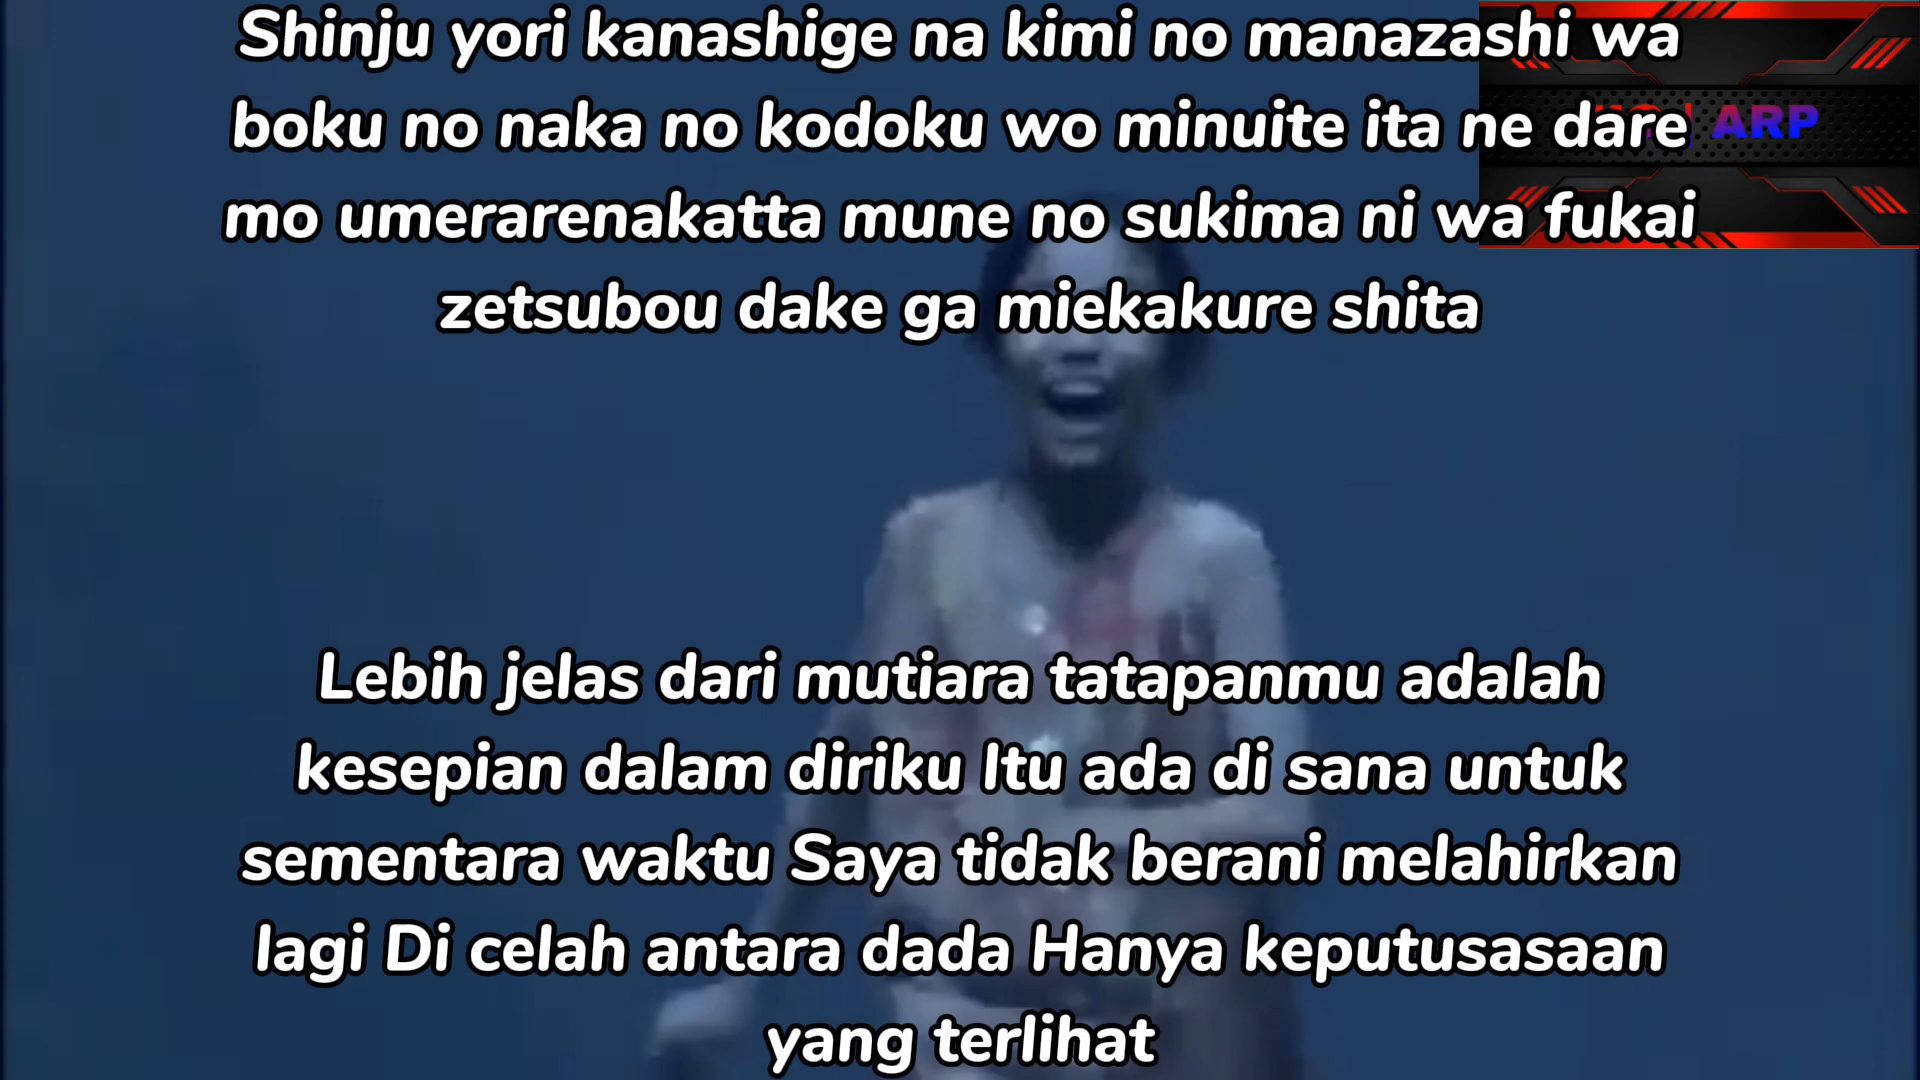 Shinju yori kanashige na kimi no manazashi wa
boku no naka no kodoku wo minuite ita ne dare
mo umerarenakatta mune no sukima ni wa fukai
zetsubou dake ga miekakure shita
ARP
Lebih jelas dari mutiara tatapanmu adalah
kesepian dalam diriku Itu ada di sana untuk
sementara waktu Saya tidak berani melahirkan
lagi Di celah antara dada Hanya keputusasaan
yang terlihat